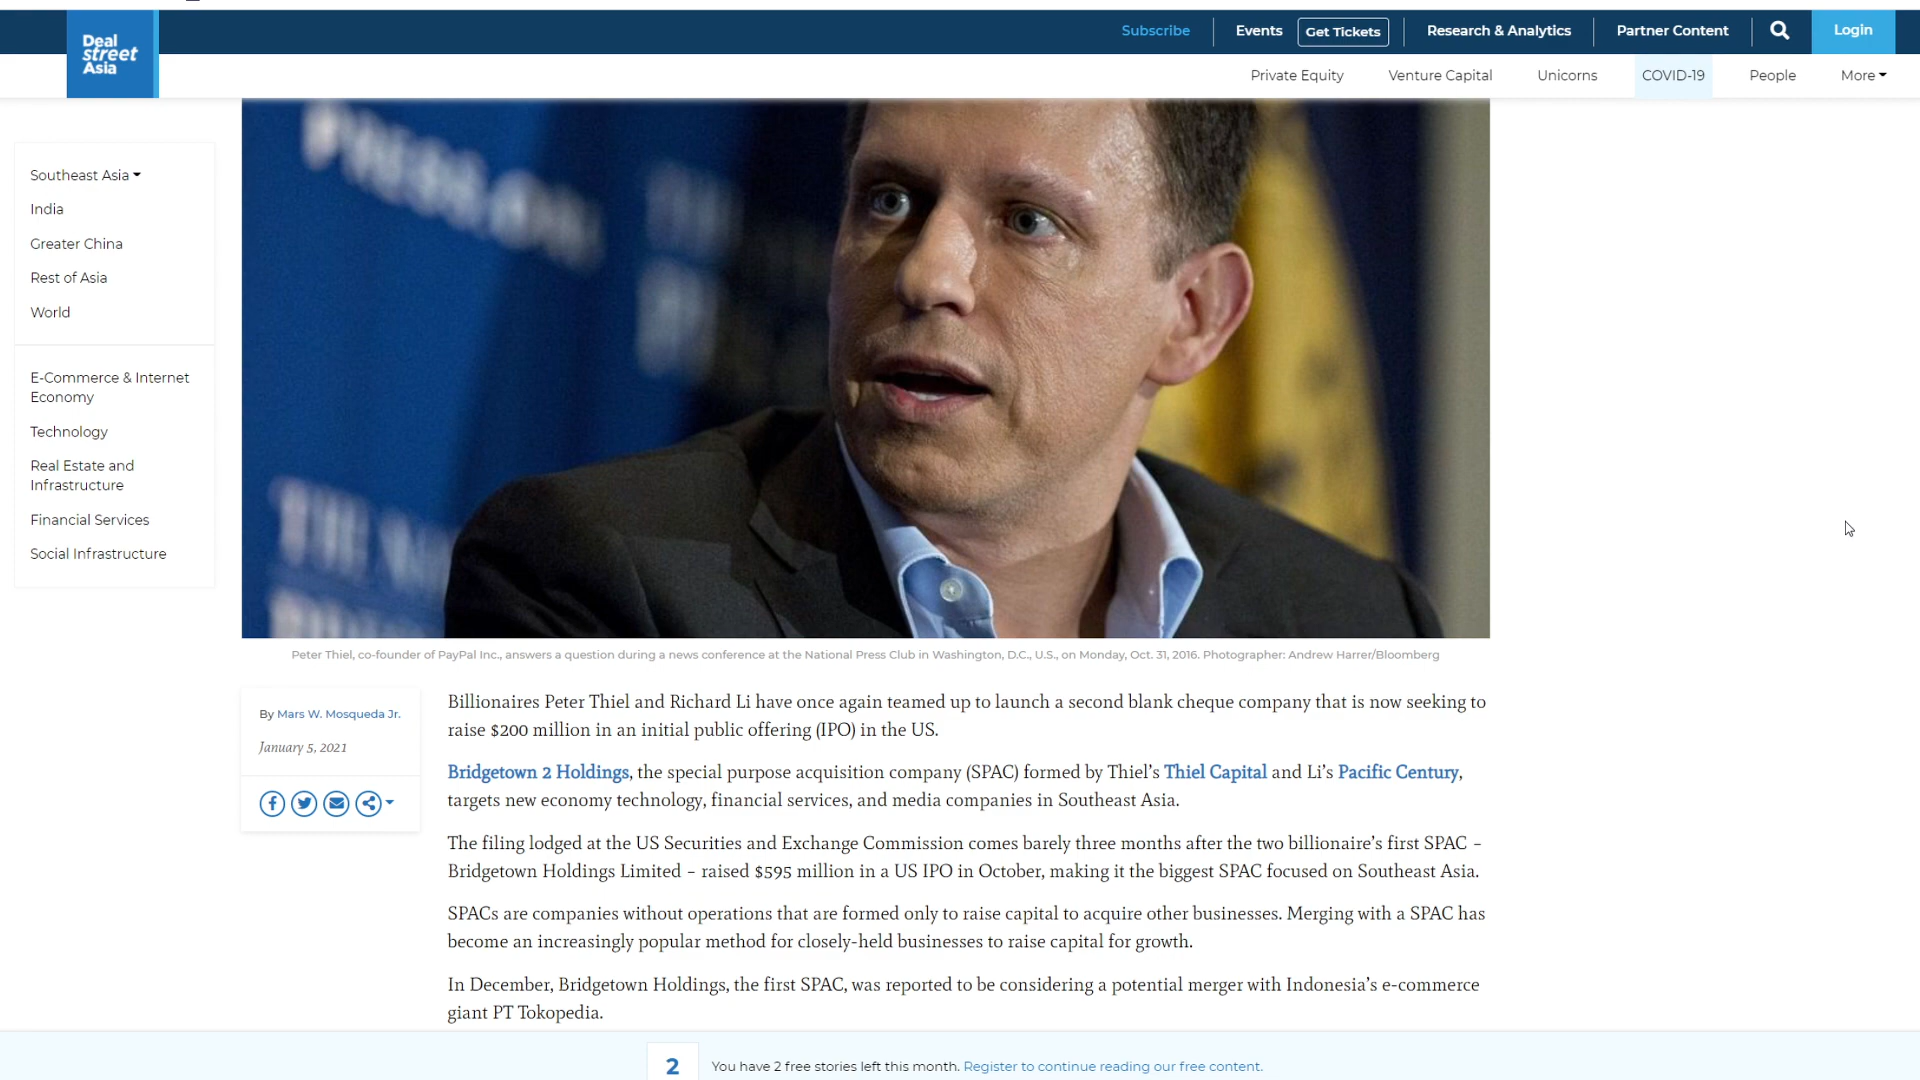 Deal
street
Asia
Subscribe
Events
Get Tickets
Research & Analytics
Partner Content
Login
Private Equity
Venture Capital
Unicorns
COVID-19
People
More
Southeast Asia
India
Greater China
Rest of Asia
World
E-Commerce & Internet
Economy
Technology
Real Estate and
Infrastructure
Financial Services
Social Infrastructure
Peter Thiel, co-founder of PayPal Inc., answers a question during a news conference at the National Press Club in Washington, D.C., U.S., on Monday, Oct. 31, 2016. Photographer: Andrew Harrer/Bloomberg
By Mars W. Mosqueda Jr.
January 5, 2021
Billionaires Peter Thiel and Richard Li have once again teamed up to launch a second blank cheque company that is now seeking to
raise $200 million in an initial public offering (IPO) in the US.
Bridgetown 2 Holdings, the special purpose acquisition company (SPAC) formed by Thiel’s Thiel Capital and Li’s Pacific Century,
targets new economy technology, financial services, and media companies in Southeast Asia.
The filing lodged at the US Securities and Exchange Commission comes barely three months after the two billionaire’s first SPAC –
Bridgetown Holdings Limited – raised $595 million in a US IPO in October, making it the biggest SPAC focused on Southeast Asia.
SPACs are companies without operations that are formed only to raise capital to acquire other businesses. Merging with a SPAC has
become an increasingly popular method for closely-held businesses to raise capital for growth.
In December, Bridgetown Holdings, the first SPAC, was reported to be considering a potential merger with Indonesia’s e-commerce
giant PT Tokopedia.
2
You have 2 free stories left this month. Register to continue reading our free content.